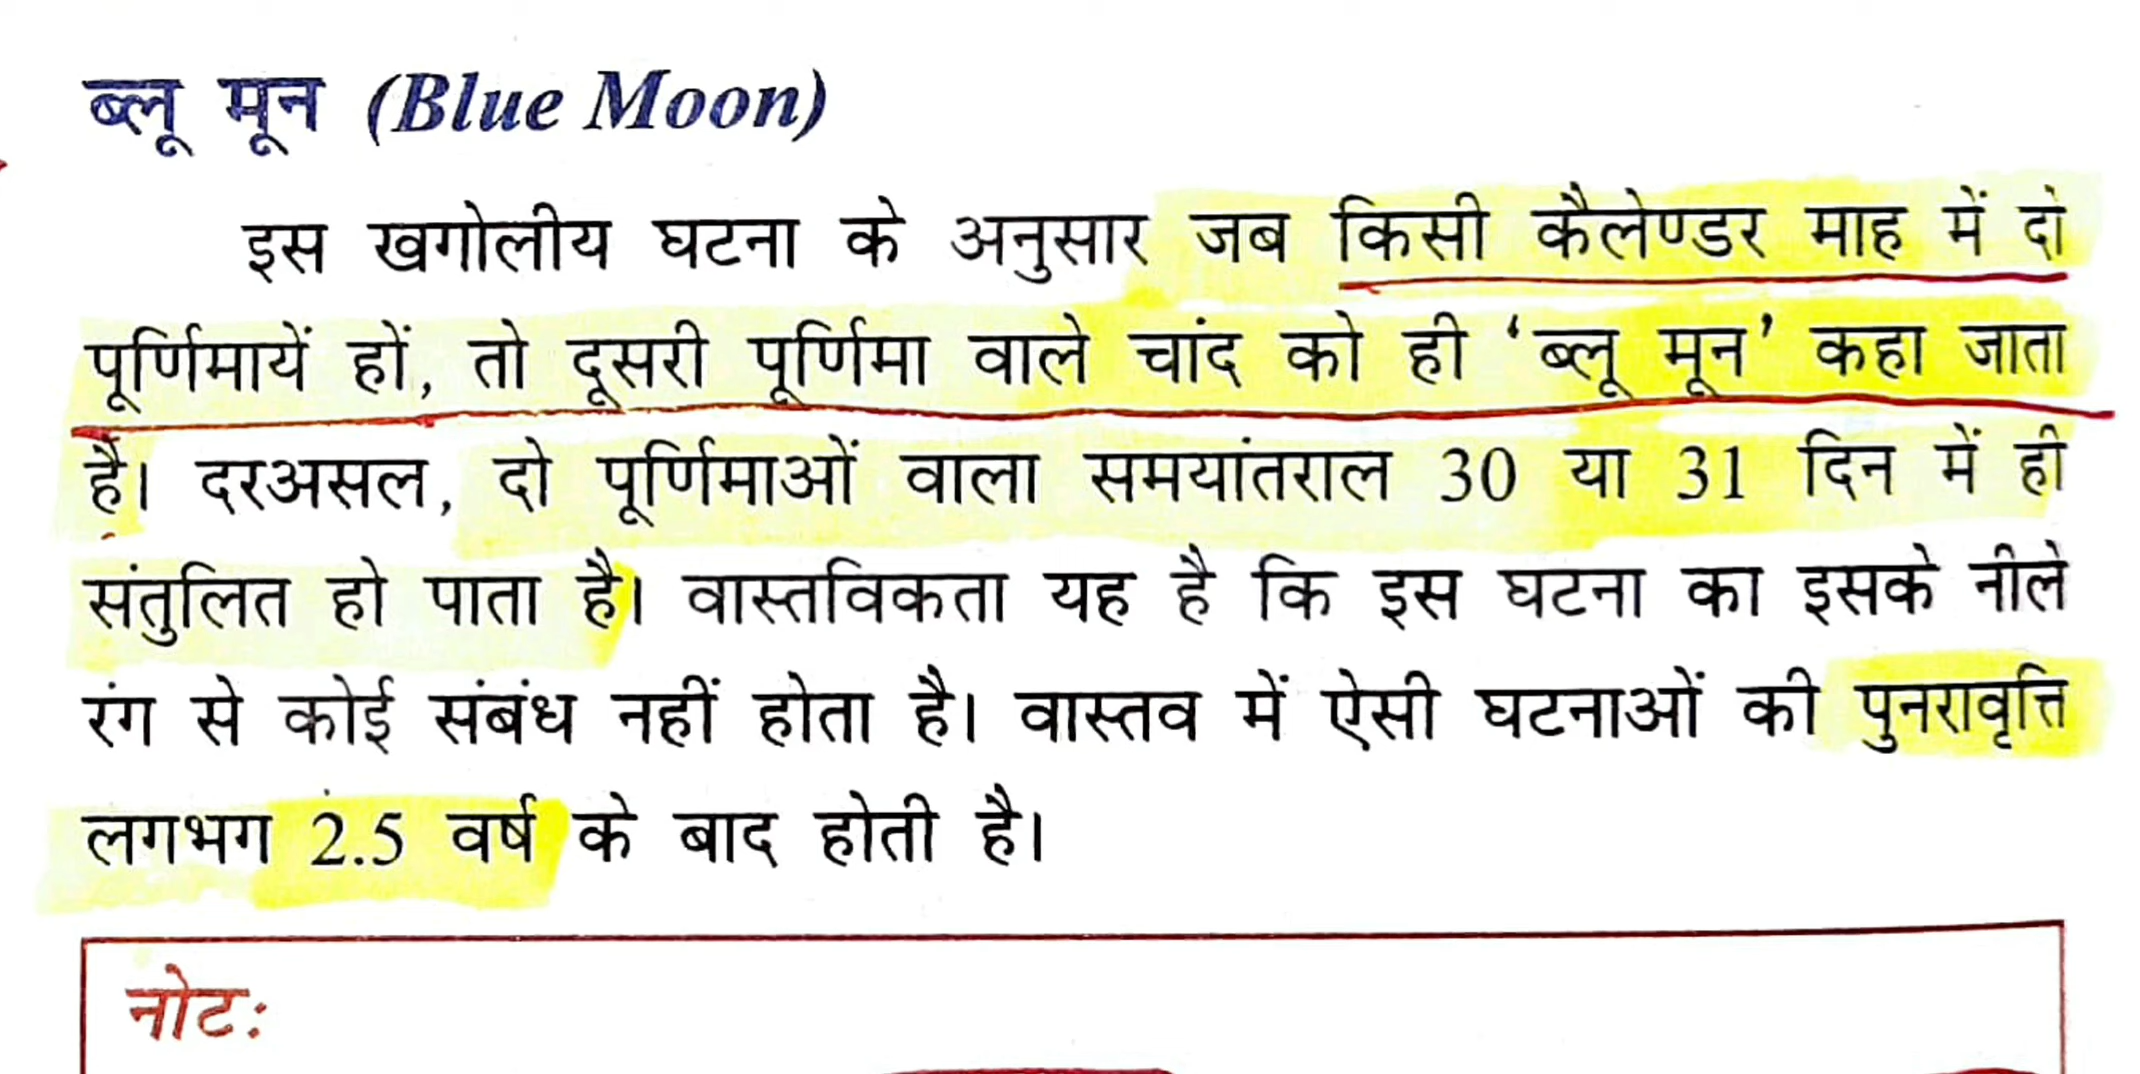 ब्लू मून (Blue Moon)
इस खगोलीय घटना के अनुसार जब किसी कैलेण्डर माह में दो
पूर्णिमायें हों, तो दूसरी पूर्णिमा वाले चांद को ही ‘ब्लू मून’ कहा जाता
है। दरअसल, दो पूर्णिमाओं वाला समयांतराल 30 या 31 दिन में ही
संतुलित हो पाता है। वास्तविकता यह है कि इस घटना का इसके नीले
रंग से कोई संबंध नहीं होता है। वास्तव में ऐसी घटनाओं की पुनरावृत्ति
लगभग 2.5 वर्ष के बाद होती है।
नोट: